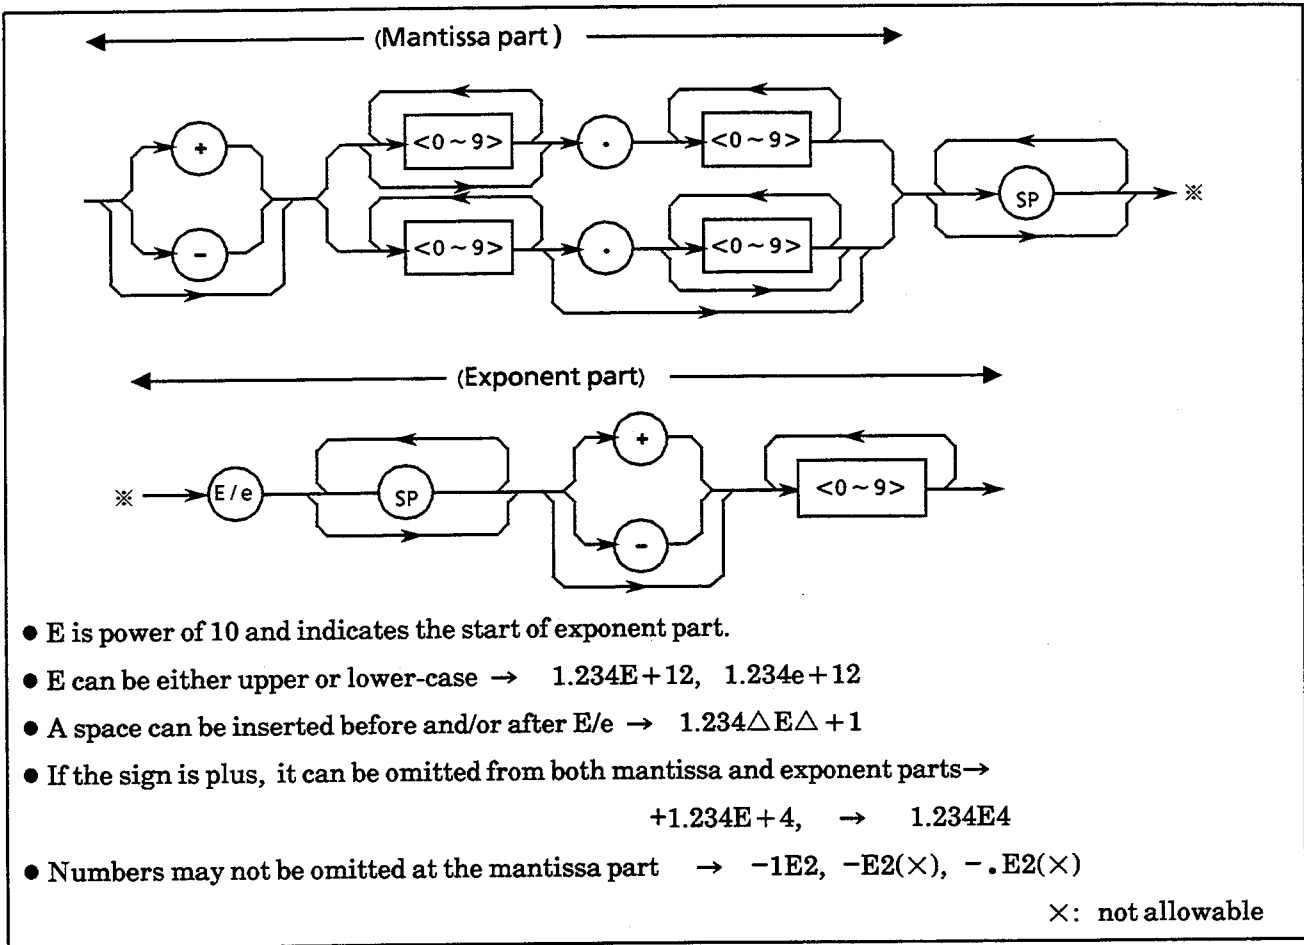 (Mantissa part)
+
<0~9> . <0~9>
SP ※
-
<0~9> . <0~9>
(Exponent part)
+
※ E/e SP <0~9>
-
● E is power of 10 and indicates the start of exponent part.
● E can be either upper or lower-case → 1.234E+12, 1.234e+12
● A space can be inserted before and/or after E/e → 1.234△E△+1
● If the sign is plus, it can be omitted from both mantissa and exponent parts→
+1.234E+4, → 1.234E4
● Numbers may not be omitted at the mantissa part → -1E2, -E2(×), -.E2(×)
×: not allowable